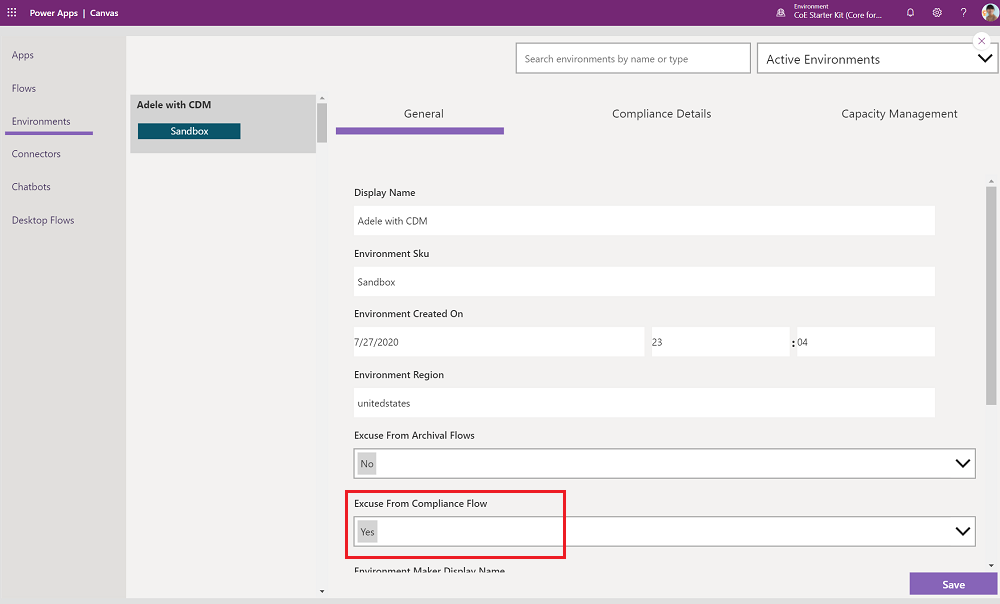 Power Apps | Canvas
Environment
CoE Starter Kit (Core for...
Apps
Flows
Environments
Connectors
Chatbots
Desktop Flows
Search environments by name or type
Active Environments
Adele with CDM
Sandbox
General
Compliance Details
Capacity Management
Display Name
Adele with CDM
Environment Sku
Sandbox
Environment Created On
7/27/2020 23 : 04
Environment Region
unitedstates
Excuse From Archival Flows
No
Excuse From Compliance Flow
Yes
Environment Maker Display Name
Save